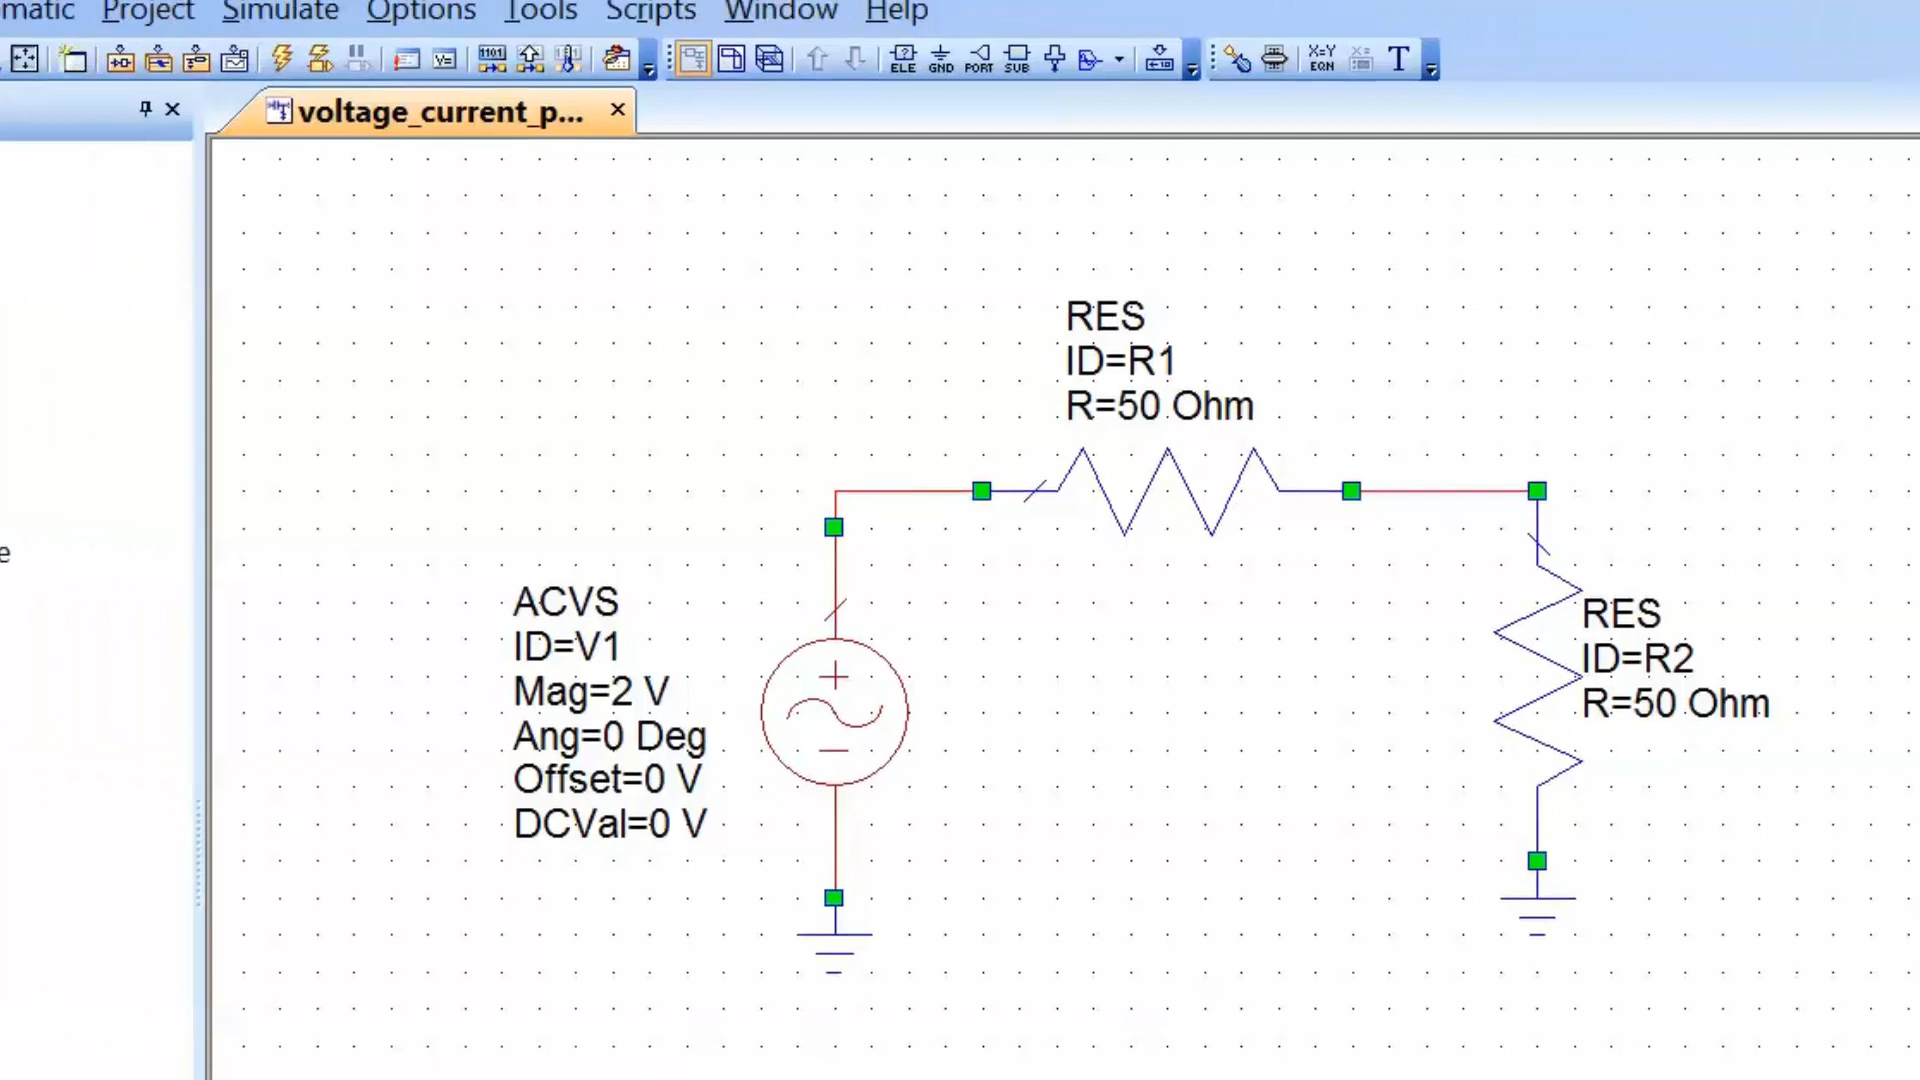 matic Project Simulate Options Tools Scripts Window Help
1101 ELE GND PORT SUB X=Y EQN T
voltage_current_p...
RES
ID=R1
R=50 Ohm
e
ACVS
ID=V1
Mag=2 V
Ang=0 Deg
Offset=0 V
DCVal=0 V
RES
ID=R2
R=50 Ohm